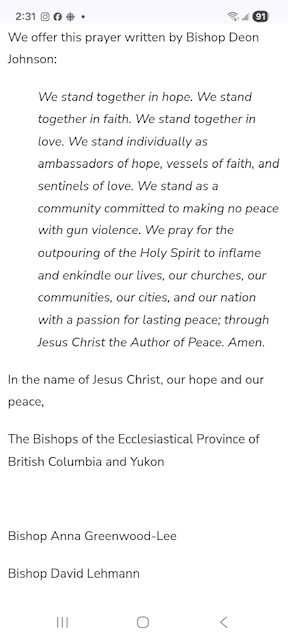 2:31
91
We offer this prayer written by Bishop Deon
Johnson:
We stand together in hope. We stand
together in faith. We stand together in
love. We stand individually as
ambassadors of hope, vessels of faith, and
sentinels of love. We stand as a
community committed to making no peace
with gun violence. We pray for the
outpouring of the Holy Spirit to inflame
and enkindle our lives, our churches, our
communities, our cities, and our nation
with a passion for lasting peace; through
Jesus Christ the Author of Peace. Amen.
In the name of Jesus Christ, our hope and our
peace,
The Bishops of the Ecclesiastical Province of
British Columbia and Yukon
Bishop Anna Greenwood-Lee
Bishop David Lehmann